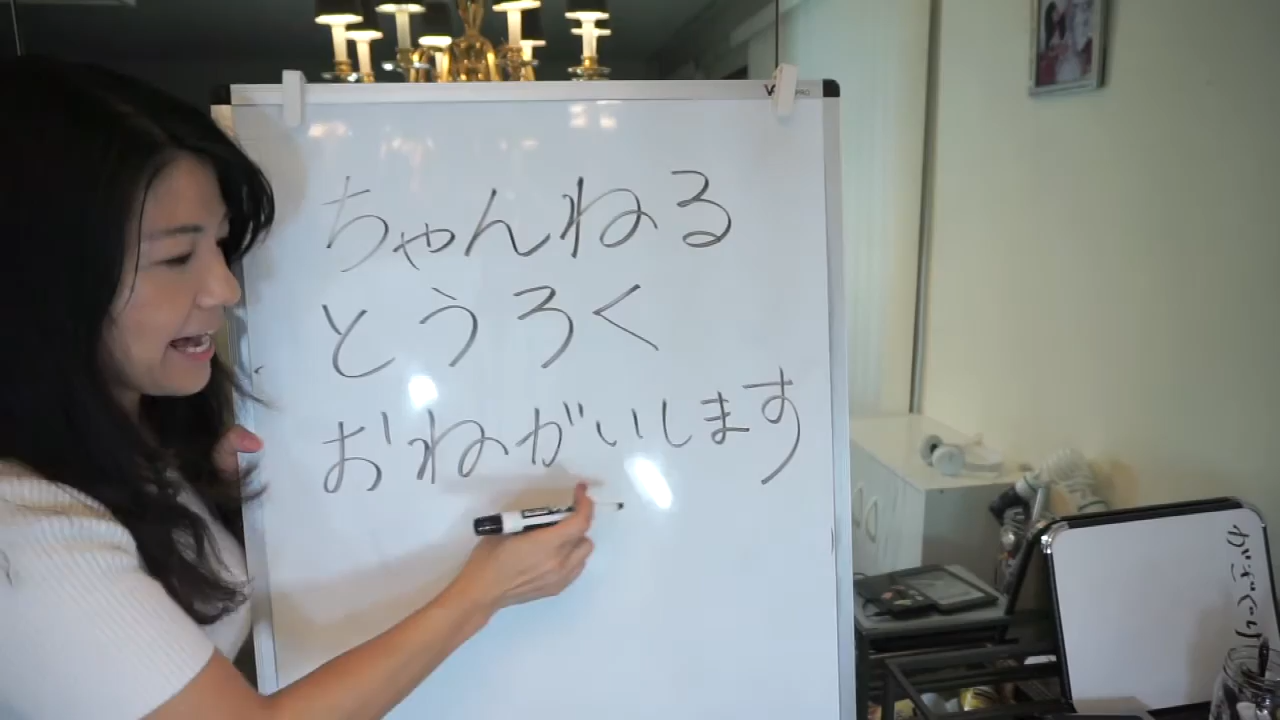 ちゃんねる
とうろく
おねがいします